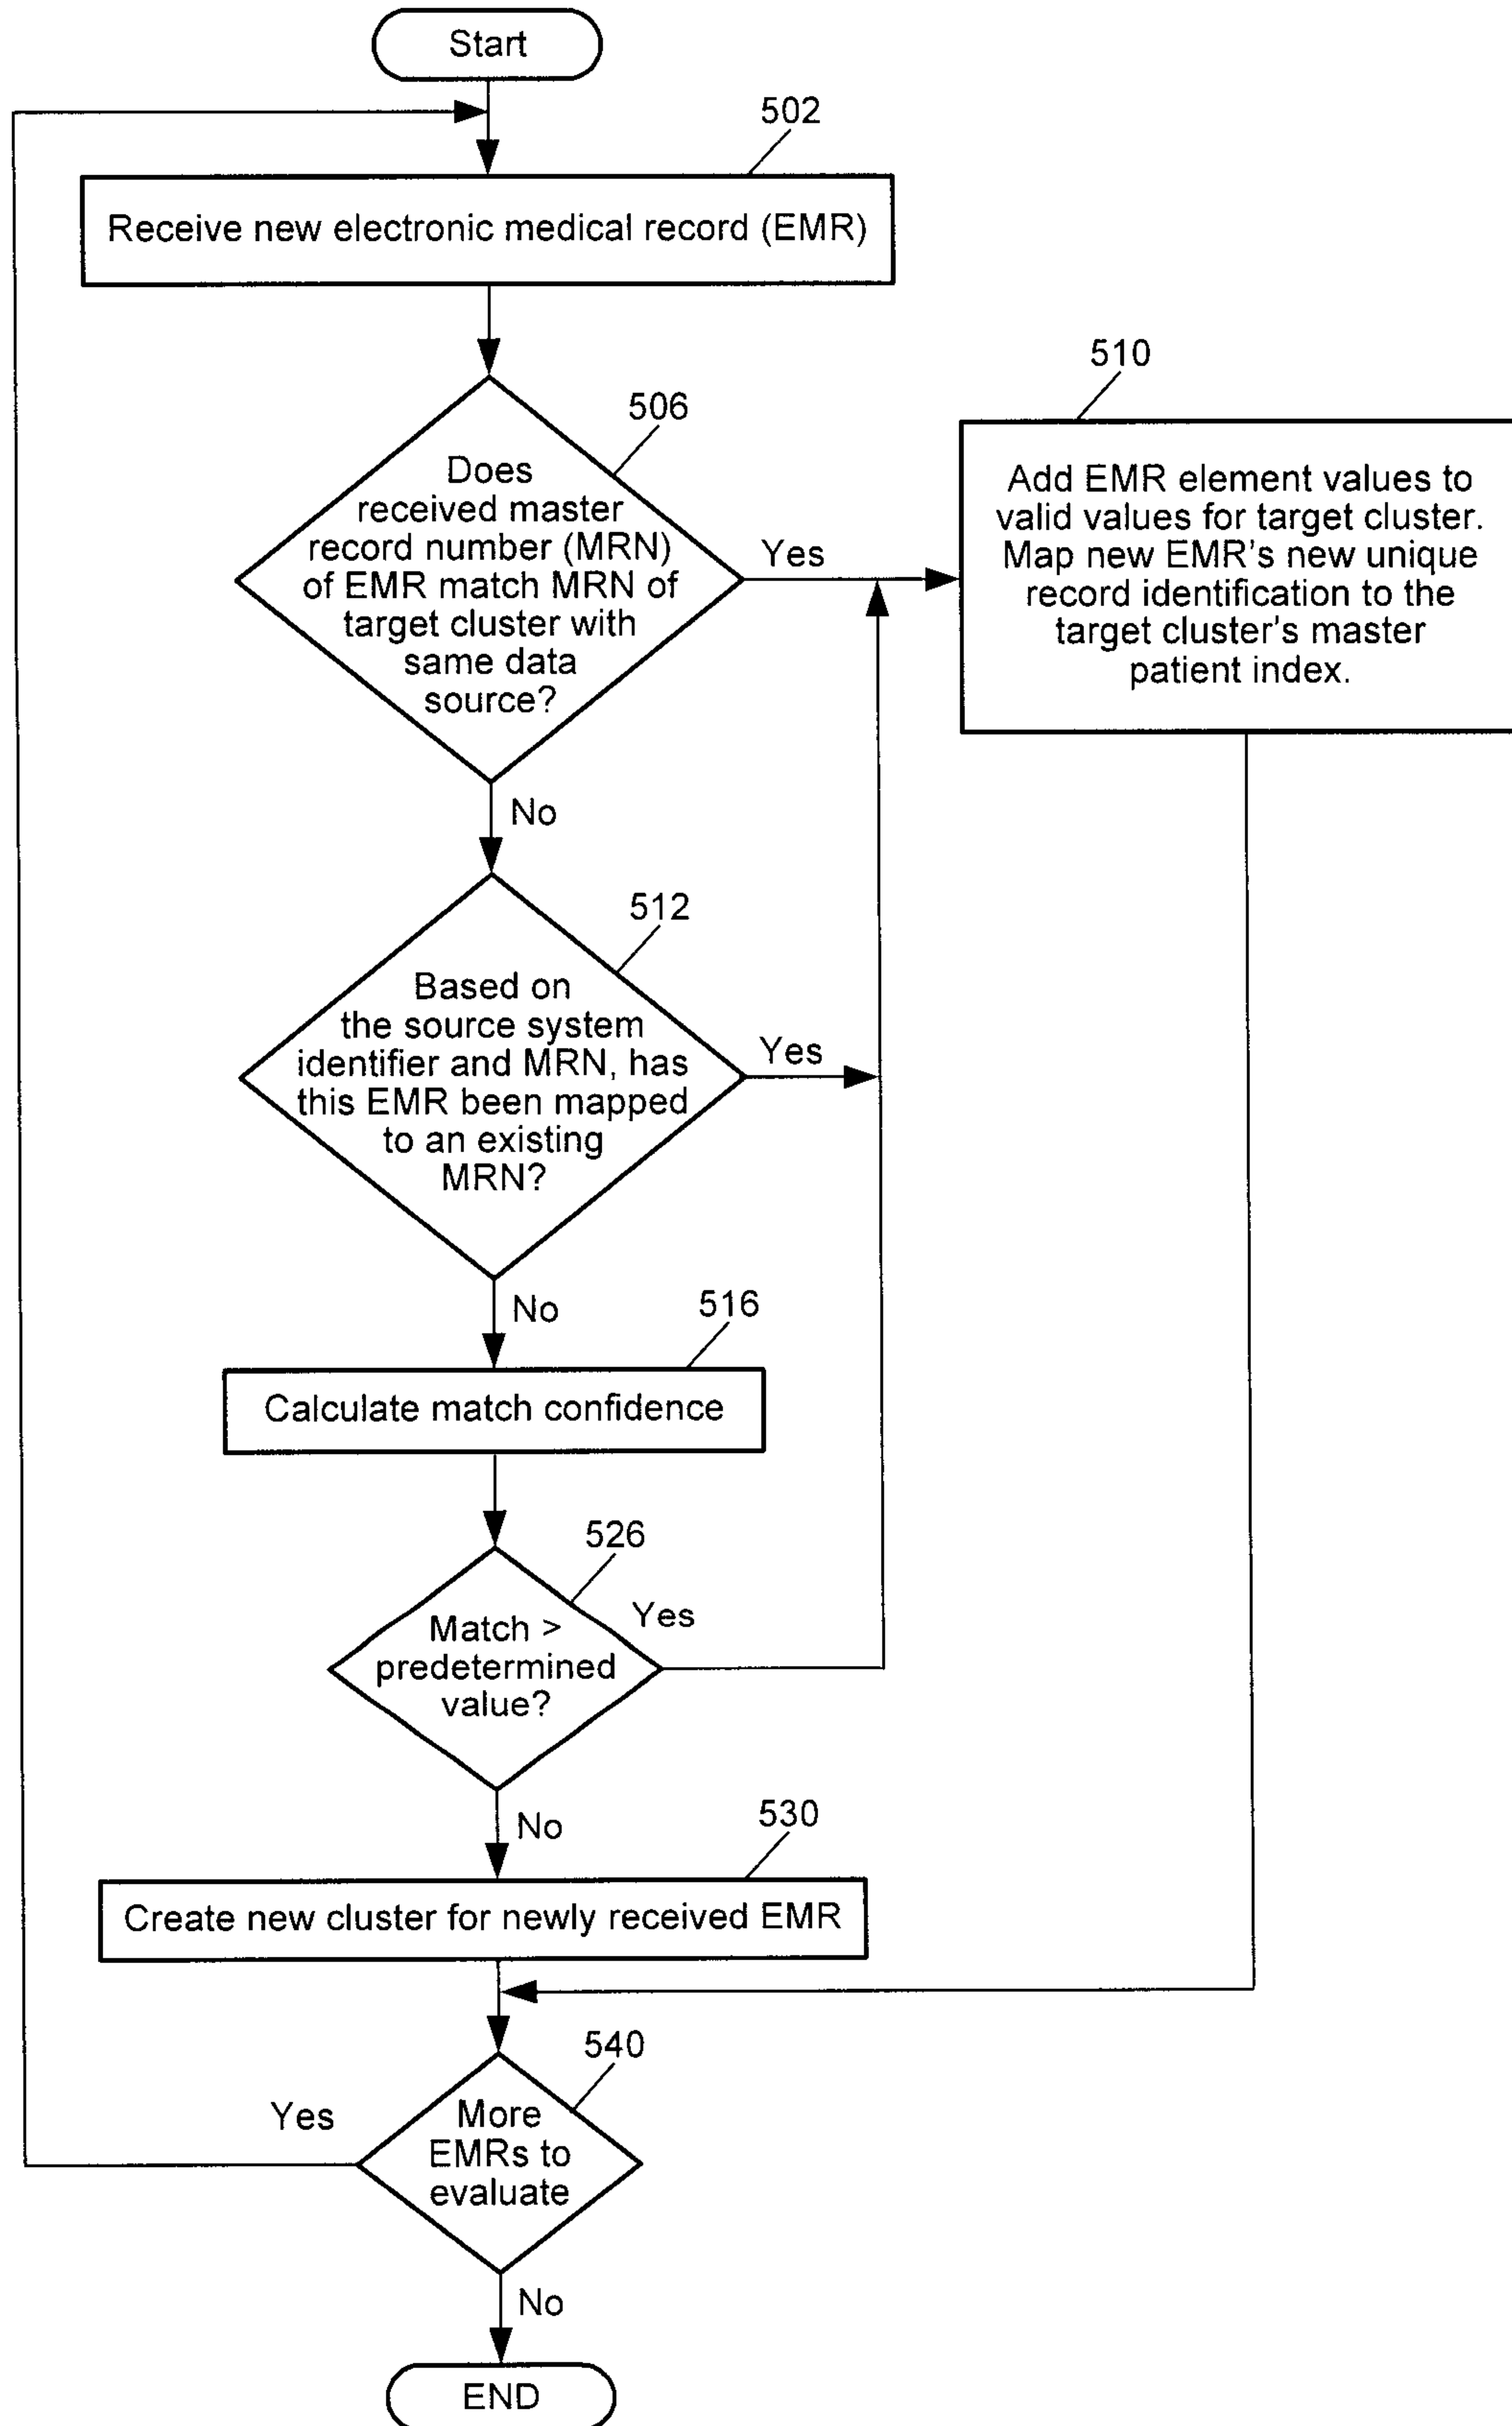 Start
502
Receive new electronic medical record (EMR)
506
Does
received master
record number (MRN)
of EMR match MRN of
target cluster with
same data
source?
Yes
510
Add EMR element values to
valid values for target cluster.
Map new EMR's new unique
record identification to the
target cluster's master
patient index.
No
512
Based on
the source system
identifier and MRN, has
this EMR been mapped
to an existing
MRN?
Yes
No
516
Calculate match confidence
526
Match >
predetermined
value?
Yes
No
530
Create new cluster for newly received EMR
540
More
EMRs to
evaluate
Yes
No
END